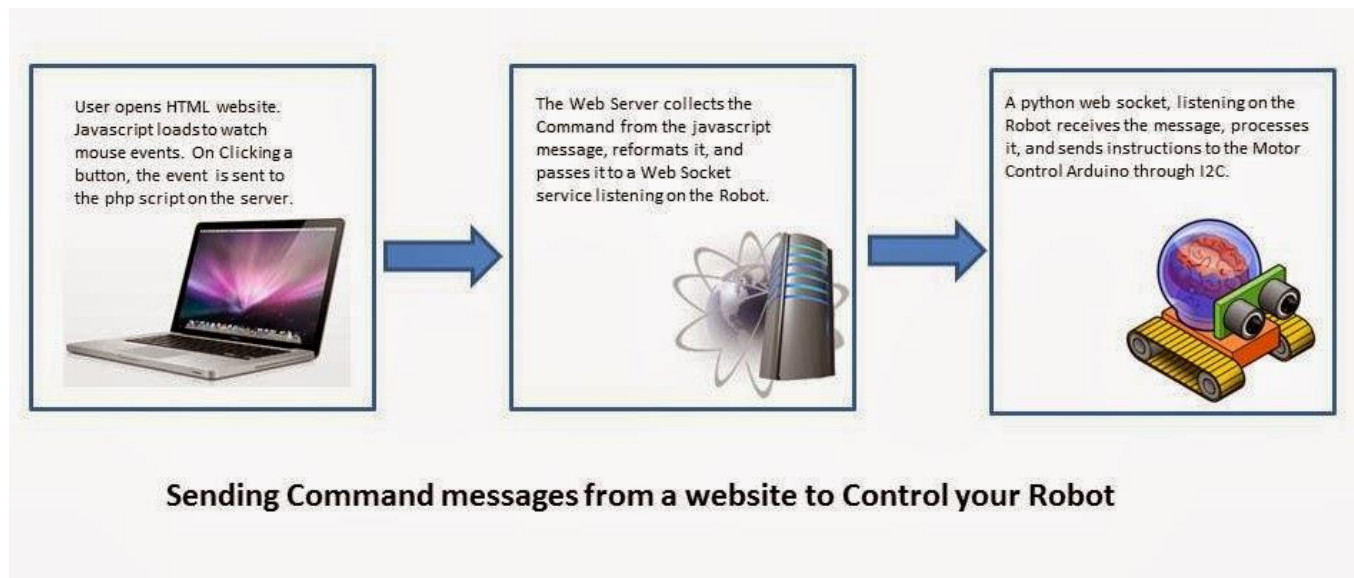 User opens HTML website.
Javascript loads to watch
mouse events. On Clicking a
button, the event is sent to
the php script on the server.
The Web Server collects the
Command from the javascript
message, reformats it, and
passes it to a Web Socket
service listening on the Robot.
A python web socket, listening on the
Robot receives the message, processes
it, and sends instructions to the Motor
Control Arduino through I2C.
Sending Command messages from a website to Control your Robot